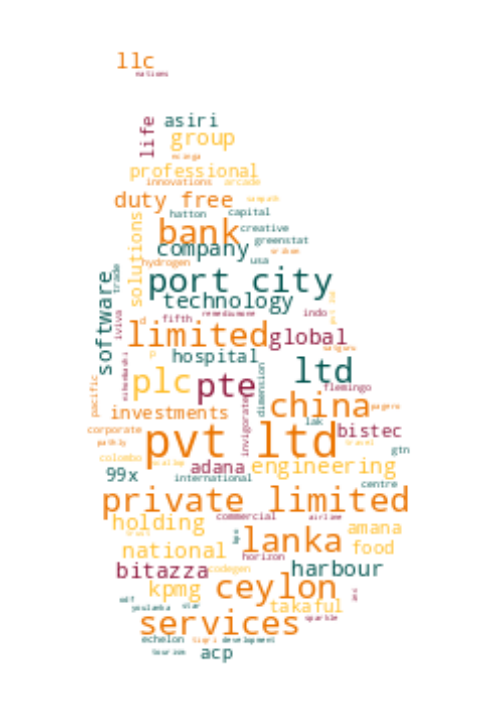 llc
nations
life
asiri
group
professional
innovations arcade
duty free
hatton capital
bank
creative
solutions
company
greenstat
hydrogen
usa
trade
software
port city
technology
fifth
indo
limited
global
hospital
ltd
plc
pte
dimension
flemingo
pacific
china
investments
invigorate
lak
corporate
pvt ltd
bistec
gtn
colombo
adana
engineering
99x
international
centre
private limited
commercial
airline
holding
amana
lanka
national
food
horizon
bitazza
codegen
harbour
kpmg
ceylon
takaful
star
services
sparkle
echelon
development
tourism
acp